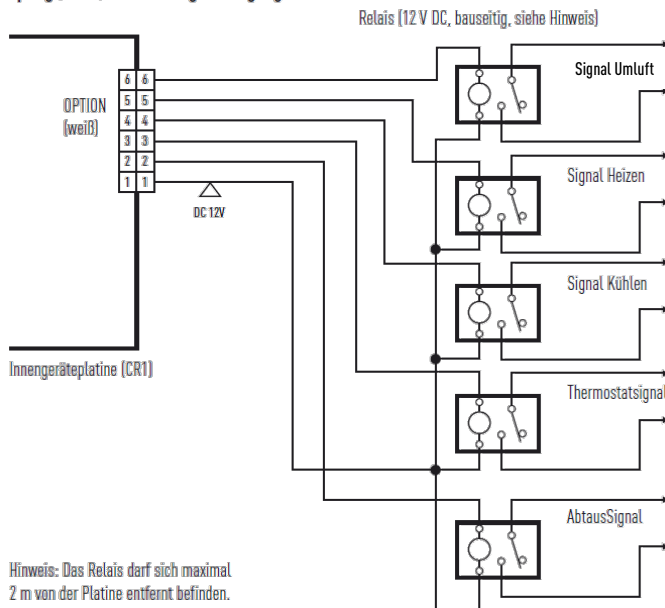 Relais (12 V DC, bauseitig, siehe Hinweis)
Signal Umluft
6 6
OPTION
(weiß)
5 5
4 4
3 3
2 2
1 1
DC 12V
Signal Heizen
Signal Kühlen
Innengeräteplatine (CR1)
Thermostatsignal
AbtausSignal
Hinweis: Das Relais darf sich maximal
2 m von der Platine entfernt befinden.